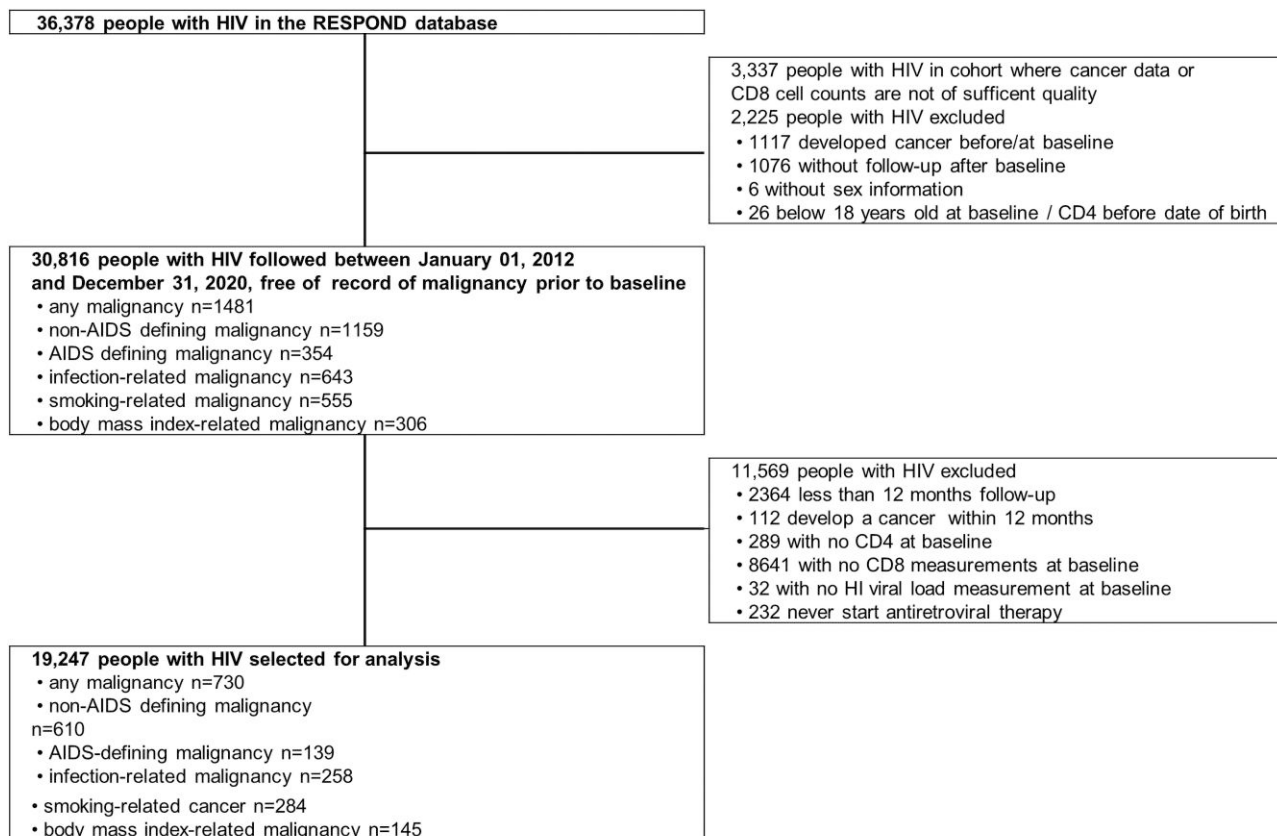 36,378 people with HIV in the RESPOND database
3,337 people with HIV in cohort where cancer data or
CD8 cell counts are not of sufficent quality
2,225 people with HIV excluded
• 1117 developed cancer before/at baseline
• 1076 without follow-up after baseline
• 6 without sex information
• 26 below 18 years old at baseline / CD4 before date of birth
30,816 people with HIV followed between January 01, 2012
and December 31, 2020, free of record of malignancy prior to baseline
• any malignancy n=1481
• non-AIDS defining malignancy n=1159
• AIDS defining malignancy n=354
• infection-related malignancy n=643
• smoking-related malignancy n=555
• body mass index-related malignancy n=306
11,569 people with HIV excluded
• 2364 less than 12 months follow-up
• 112 develop a cancer within 12 months
• 289 with no CD4 at baseline
• 8641 with no CD8 measurements at baseline
• 32 with no HI viral load measurement at baseline
• 232 never start antiretroviral therapy
19,247 people with HIV selected for analysis
• any malignancy n=730
• non-AIDS defining malignancy
n=610
• AIDS-defining malignancy n=139
• infection-related malignancy n=258
• smoking-related cancer n=284
• body mass index-related malignancy n=145